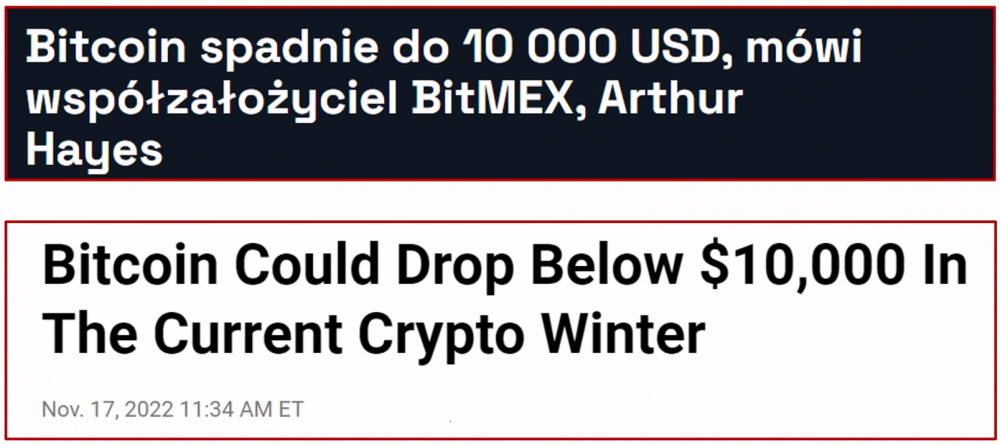 Bitcoin spadnie do 10 000 USD, mówi
współzałożyciel BitMEX, Arthur
Hayes
Bitcoin Could Drop Below $10,000 In
The Current Crypto Winter
Nov. 17, 2022 11:34 AM ET